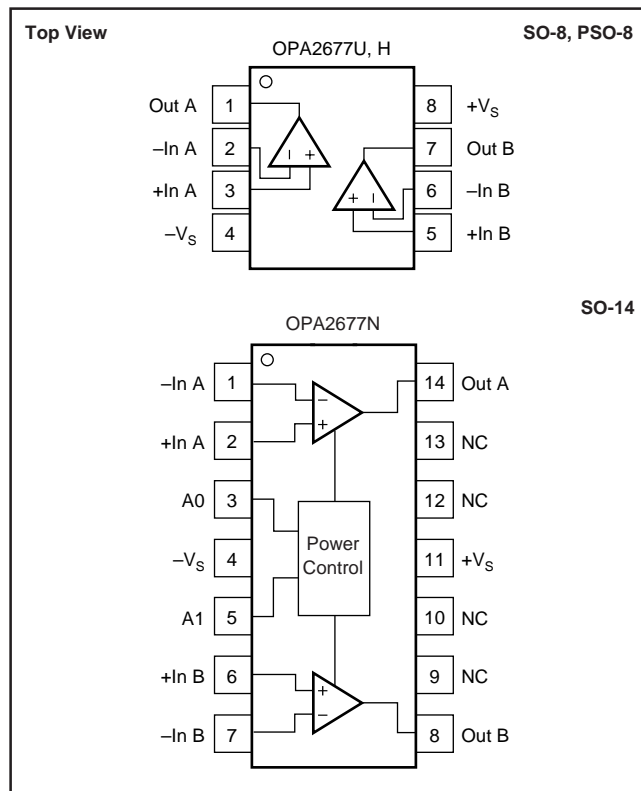 Top View
SO-8, PSO-8
OPA2677U, H
Out A 1 8 +VS
–In A 2 – + 7 Out B
+In A 3 + – 6 –In B
–VS 4 5 +In B
SO-14
OPA2677N
–In A 1 – 14 Out A
+In A 2 + 13 NC
A0 3 12 NC
–VS 4 Power Control 11 +VS
A1 5 10 NC
+In B 6 + 9 NC
–In B 7 – 8 Out B